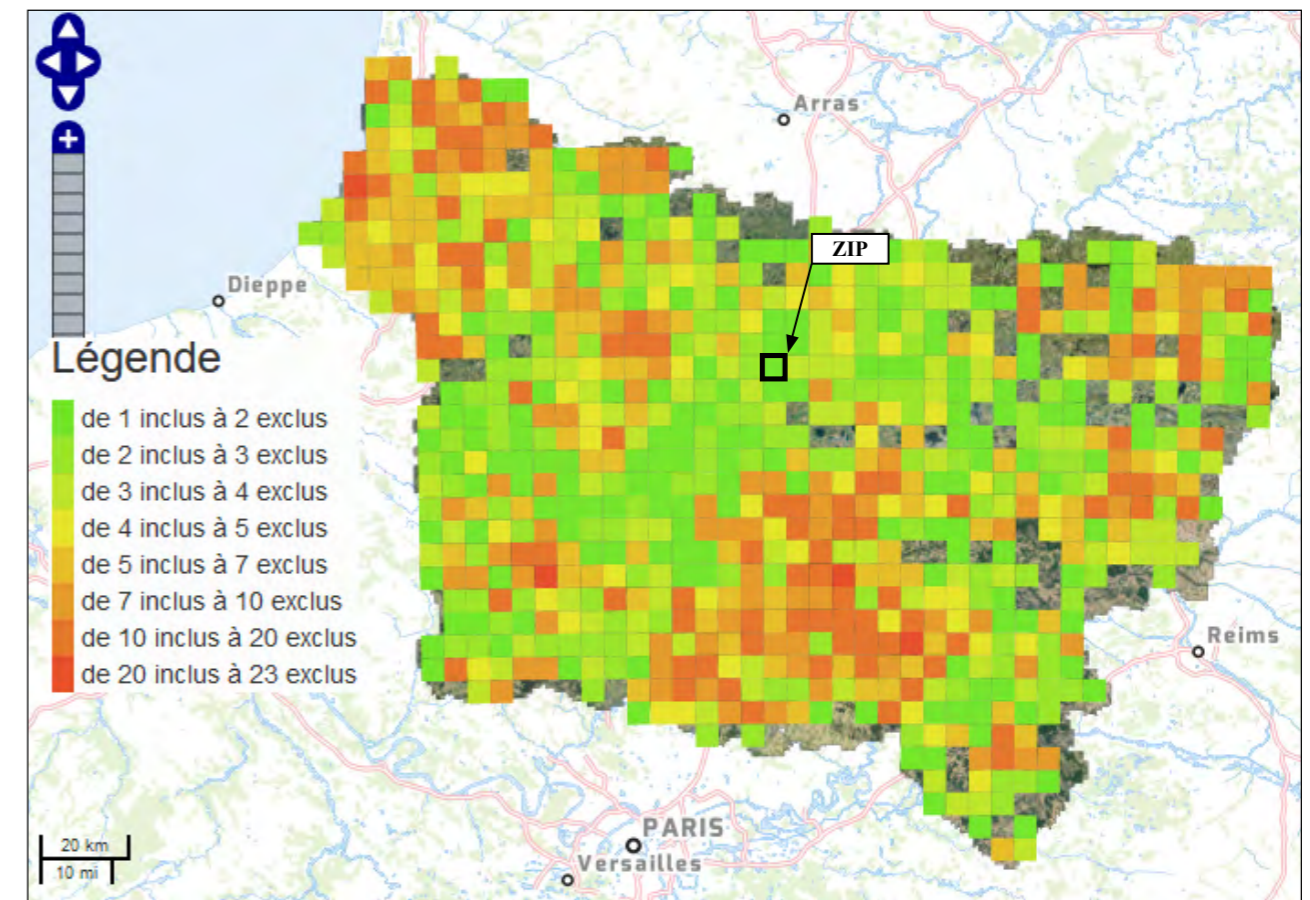 Arras
ZIP
Dieppe
+
Légende
de 1 inclus à 2 exclus
de 2 inclus à 3 exclus
de 3 inclus à 4 exclus
de 4 inclus à 5 exclus
de 5 inclus à 7 exclus
de 7 inclus à 10 exclus
de 10 inclus à 20 exclus
de 20 inclus à 23 exclus
Reims
PARIS
Versailles
20 km
10 mi